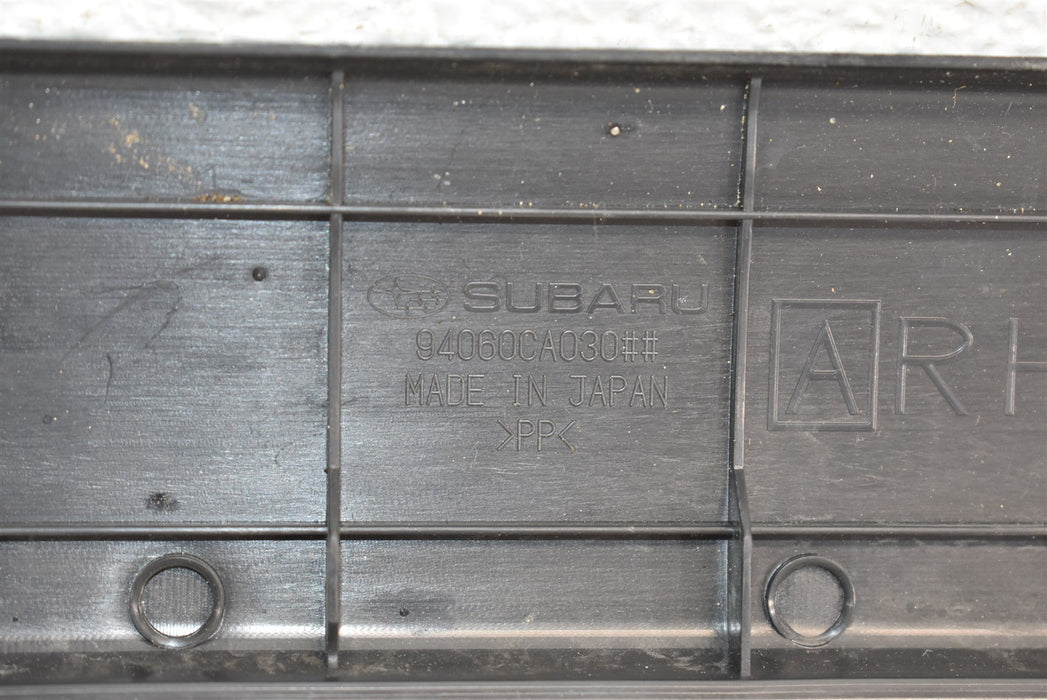 SUBARU
94060CA030##
MADE IN JAPAN
>PP<
A RH